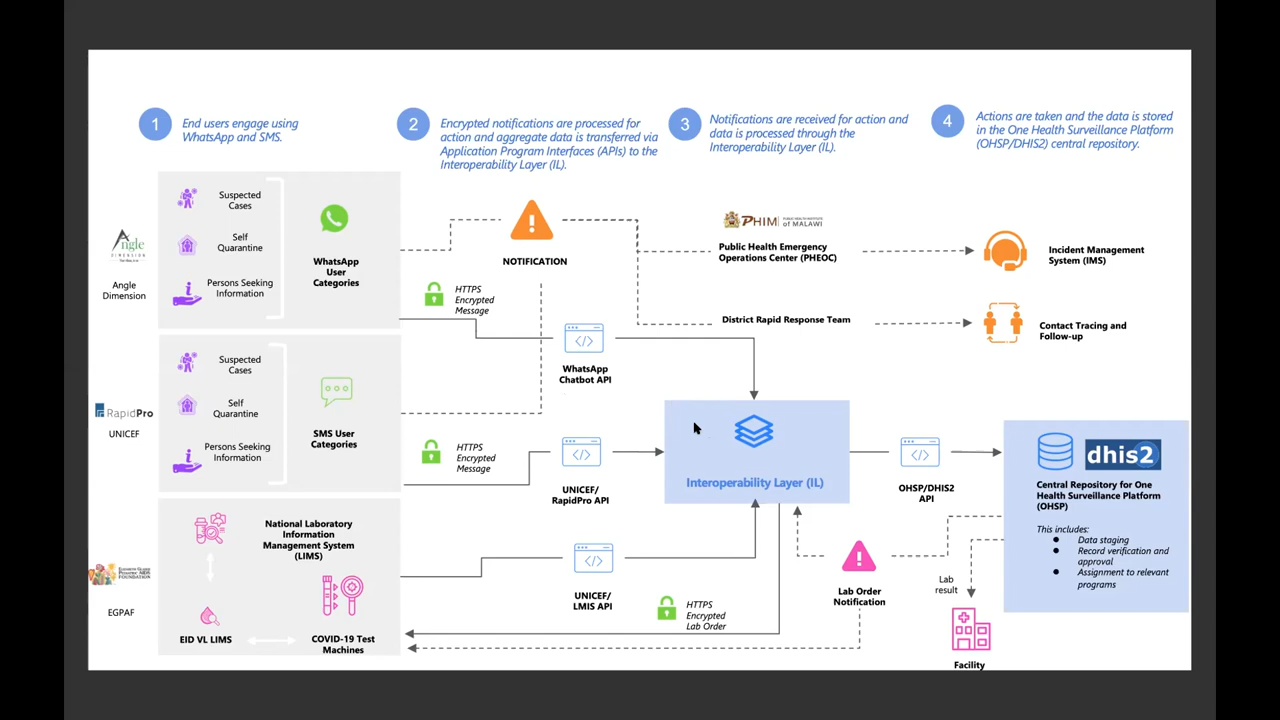 1
End users engage using
WhatsApp and SMS.
2
Encrypted notifications are processed for
action and aggregate data is transferred via
Application Program Interfaces (APIs) to the
Interoperability Layer (IL).
3
Notifications are received for action and
data is processed through the
Interoperability Layer (IL).
4
Actions are taken and the data is stored
in the One Health Surveillance Platform
(OHSP/DHIS2) central repository.
Angle
DIMENSION
Angle
Dimension
Suspected
Cases
Self
Quarantine
Persons Seeking
Information
WhatsApp
User
Categories
NOTIFICATION
HTTPS
Encrypted
Message
WhatsApp
Chatbot API
PHIM
PUBLIC HEALTH INSTITUTE
of MALAWI
Public Health Emergency
Operations Center (PHEOC)
Incident Management
System (IMS)
District Rapid Response Team
Contact Tracing and
Follow-up
RapidPro
UNICEF
Suspected
Cases
Self
Quarantine
Persons Seeking
Information
SMS User
Categories
HTTPS
Encrypted
Message
UNICEF/
RapidPro API
Interoperability Layer (IL)
OHSP/DHIS2
API
dhis2
Central Repository for One
Health Surveillance Platform
(OHSP)
This includes:
Data staging
Record verification and
approval
Assignment to relevant
programs
EGPAF
National Laboratory
Information
Management System
(LIMS)
EID VL LIMS
COVID-19 Test
Machines
UNICEF/
LMIS API
HTTPS
Encrypted
Lab Order
Lab Order
Notification
Lab
result
Facility